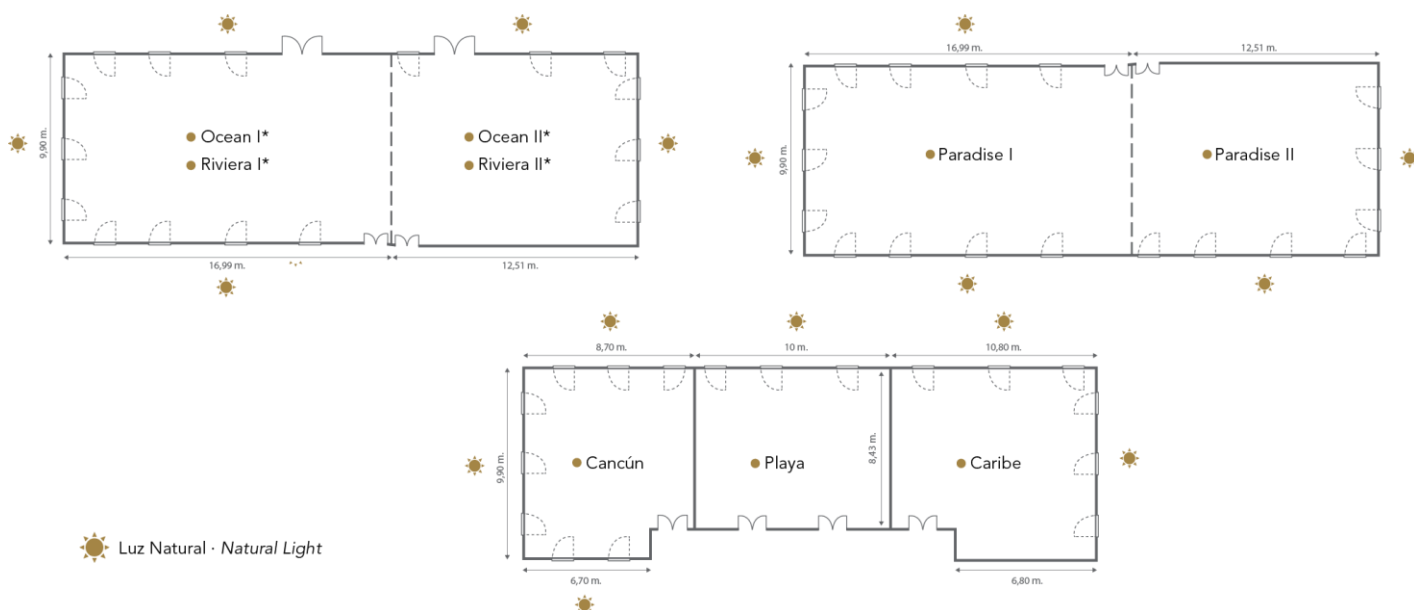 16,99 m.
12,51 m.
9,90 m.
Ocean I*
Riviera I*
Ocean II*
Riviera II*
9,90 m.
Paradise I
Paradise II
16,99 m.
12,51 m.
8,70 m.
10 m.
10,80 m.
9,90 m.
Cancún
Playa
8,43 m.
Caribe
Luz Natural · Natural Light
6,70 m.
6,80 m.